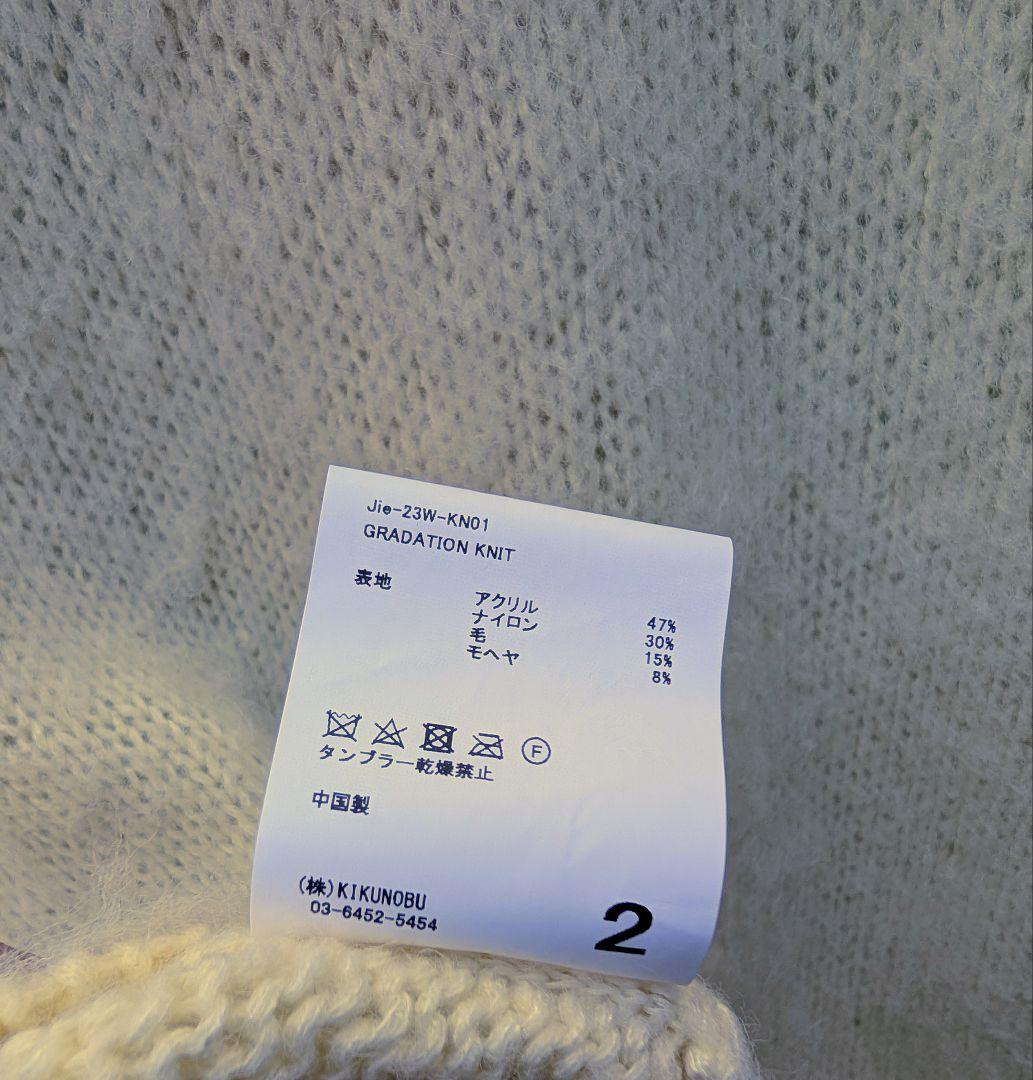 Jie-23W-KN01
GRADATION KNIT
表地
アクリル 47%
ナイロン 30%
毛 15%
モヘヤ 8%
F
タンブラー乾燥禁止
中国製
(株)KIKUNOBU
03-6452-5454
2